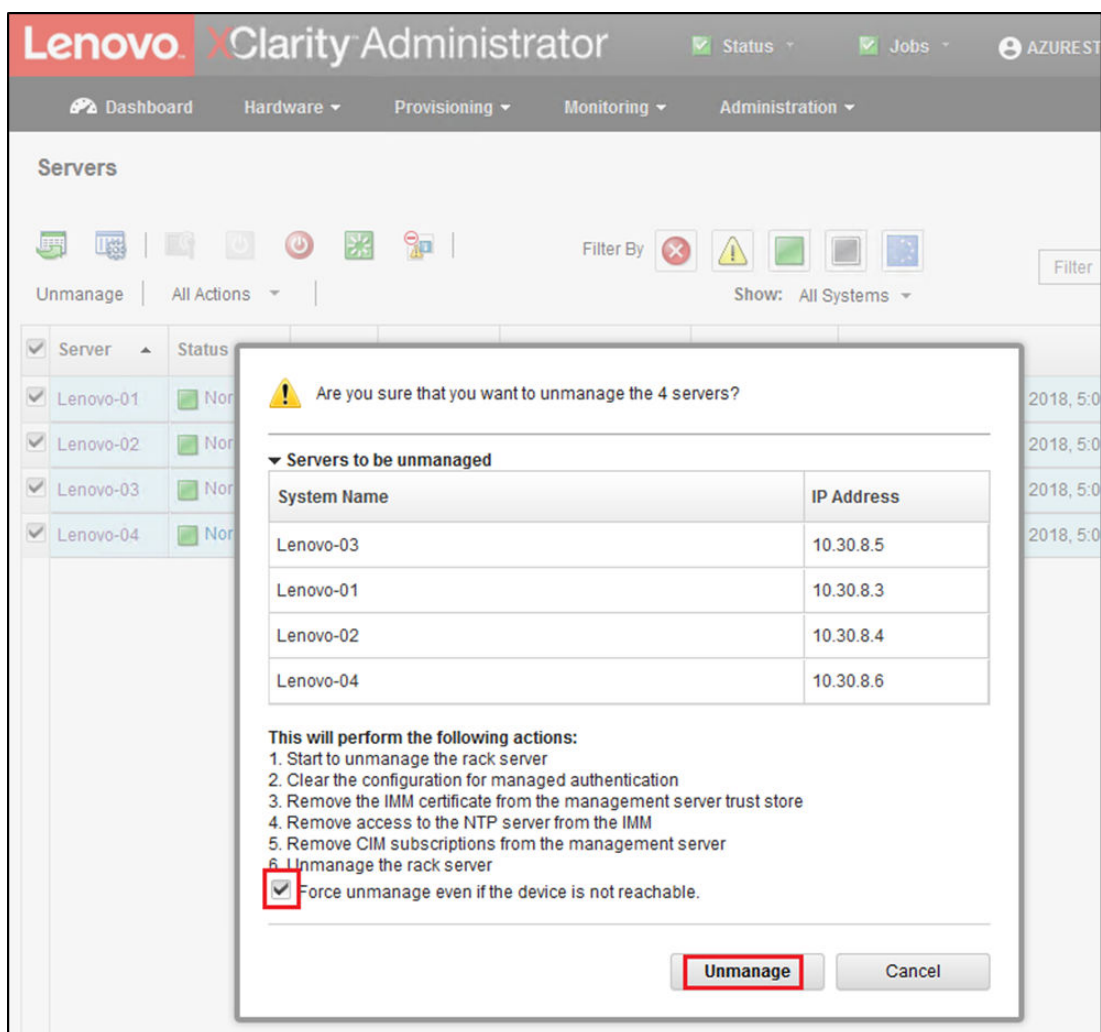 Lenovo. XClarity Administrator Status Jobs AZUREST
Dashboard Hardware Provisioning Monitoring Administration
Servers
Filter By
Filter
Unmanage All Actions Show: All Systems
Server Status
Lenovo-01 Nor 2018, 5:0
Lenovo-02 Nor 2018, 5:0
Lenovo-03 Nor 2018, 5:0
Lenovo-04 Nor 2018, 5:0
Are you sure that you want to unmanage the 4 servers?
Servers to be unmanaged
System Name IP Address
Lenovo-03 10.30.8.5
Lenovo-01 10.30.8.3
Lenovo-02 10.30.8.4
Lenovo-04 10.30.8.6
This will perform the following actions:
1. Start to unmanage the rack server
2. Clear the configuration for managed authentication
3. Remove the IMM certificate from the management server trust store
4. Remove access to the NTP server from the IMM
5. Remove CIM subscriptions from the management server
6. Unmanage the rack server
Force unmanage even if the device is not reachable.
Unmanage Cancel